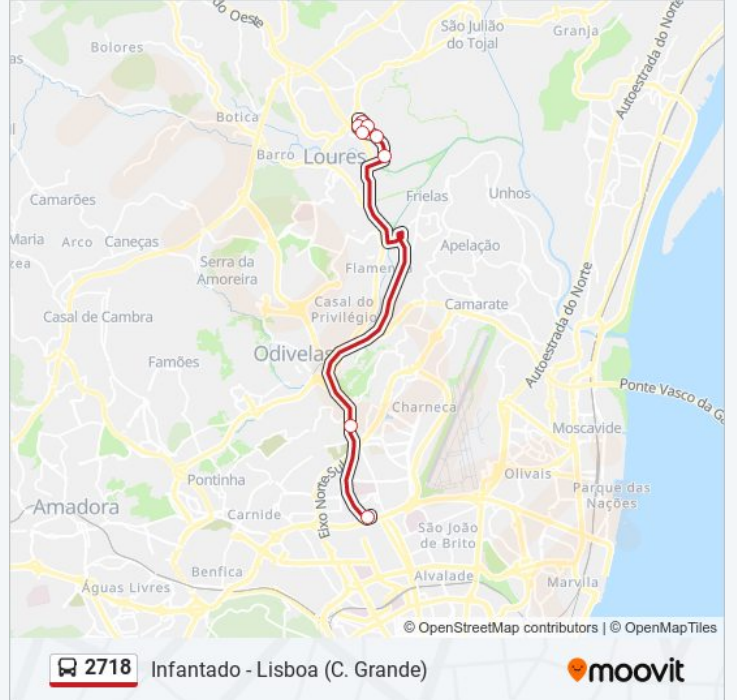 do Oeste
São Julião
do Tojal
Granja
Autoestrada do Norte
Bolores
as
Botica
Barro
Loures
Camarões
Frielas
Unhos
Maria
Arco
Caneças
Apelação
zea
Serra da
Amoreira
Flamen
Casal de Cambra
Casal do
Privilégio
Camarate
Autoestrada do Norte
Odivelas
Famões
Ponte Vasco da Ga
Charneca
Moscavide
Pontinha
Eixo Norte-Sul
Olivais
Parque das
Nações
Amadora
Carnide
São João
de Brito
Benfica
Alvalade
Marvila
Águas Livres
© OpenStreetMap contributors | © OpenMapTiles
2718 Infantado - Lisboa (C. Grande)
moovit